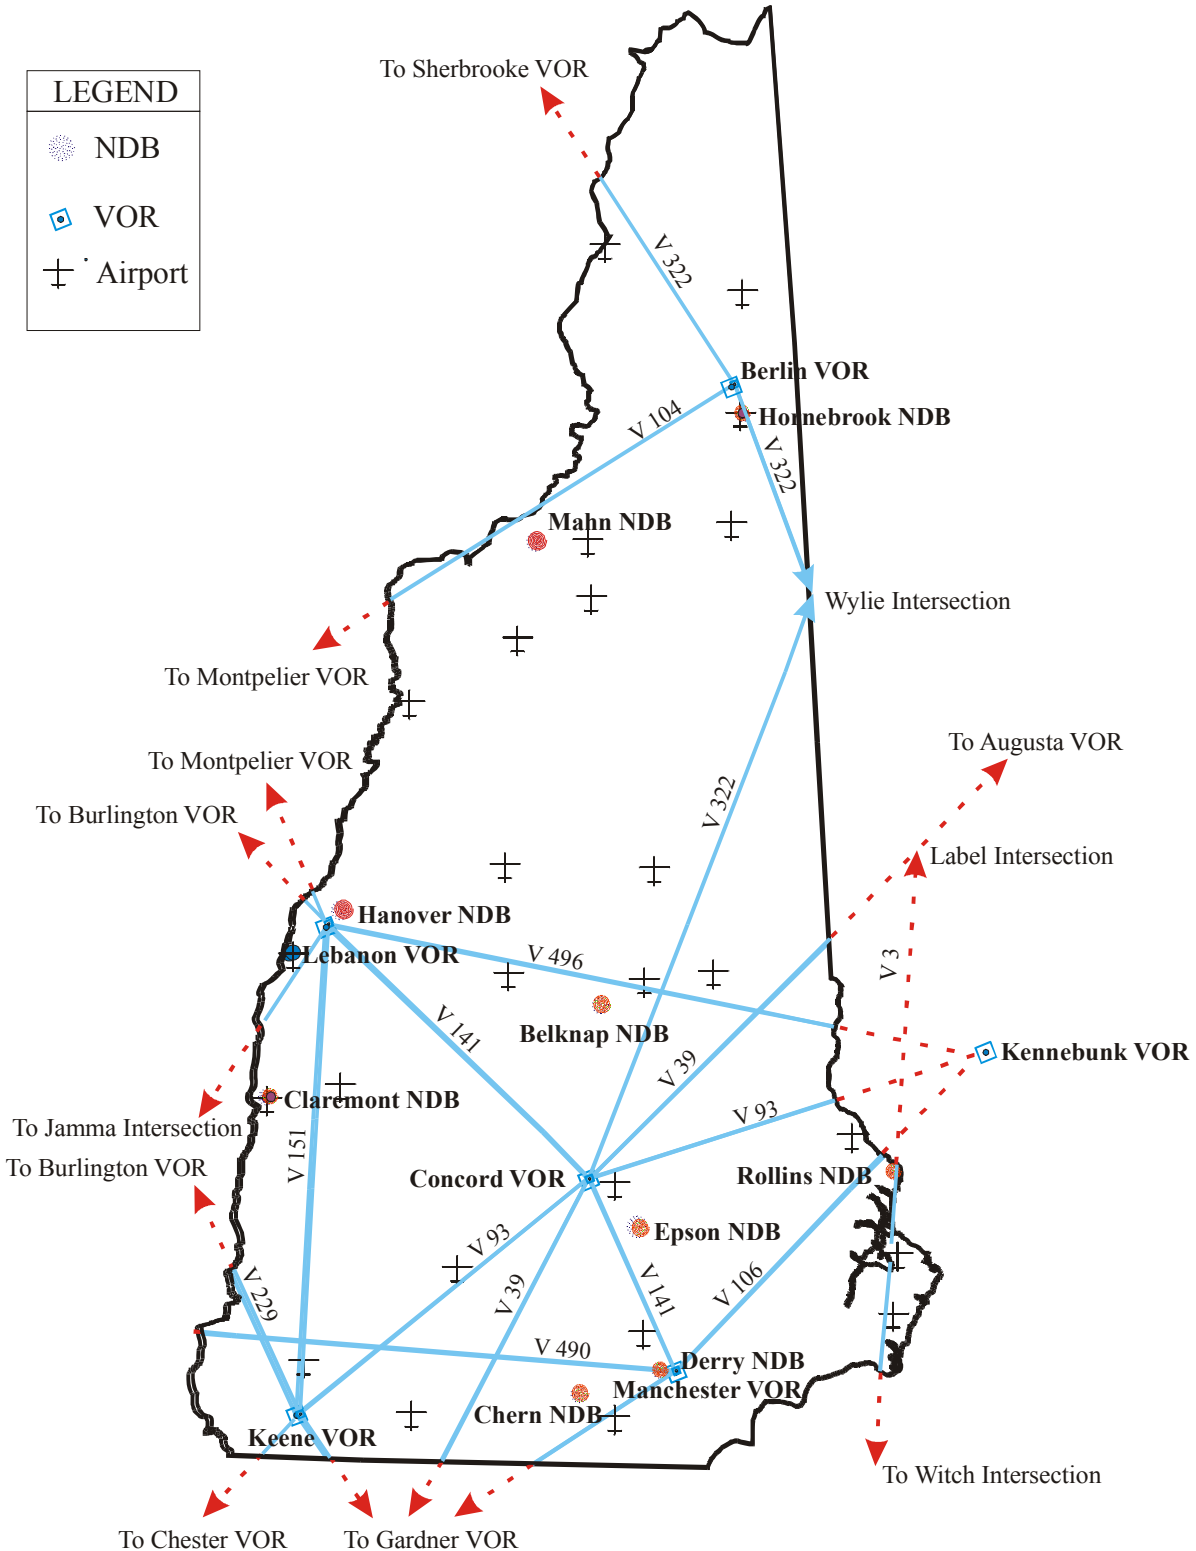 To Sherbrooke VOR
LEGEND
NDB
VOR
Airport
V 322
Berlin VOR
Hornebrook NDB
V 104
V 322
Mahn NDB
Wylie Intersection
To Montpelier VOR
To Augusta VOR
To Montpelier VOR
V 322
To Burlington VOR
Label Intersection
Hanover NDB
Lebanon VOR
V 496
V 3
Belknap NDB
V 141
V 39
Kennebunk VOR
Claremont NDB
V 93
To Jamma Intersection
V 151
To Burlington VOR
Concord VOR
Rollins NDB
Epson NDB
V 93
V 229
V 39
V 141
V 106
V 490
Derry NDB
Manchester VOR
Chern NDB
Keene VOR
To Witch Intersection
To Chester VOR
To Gardner VOR